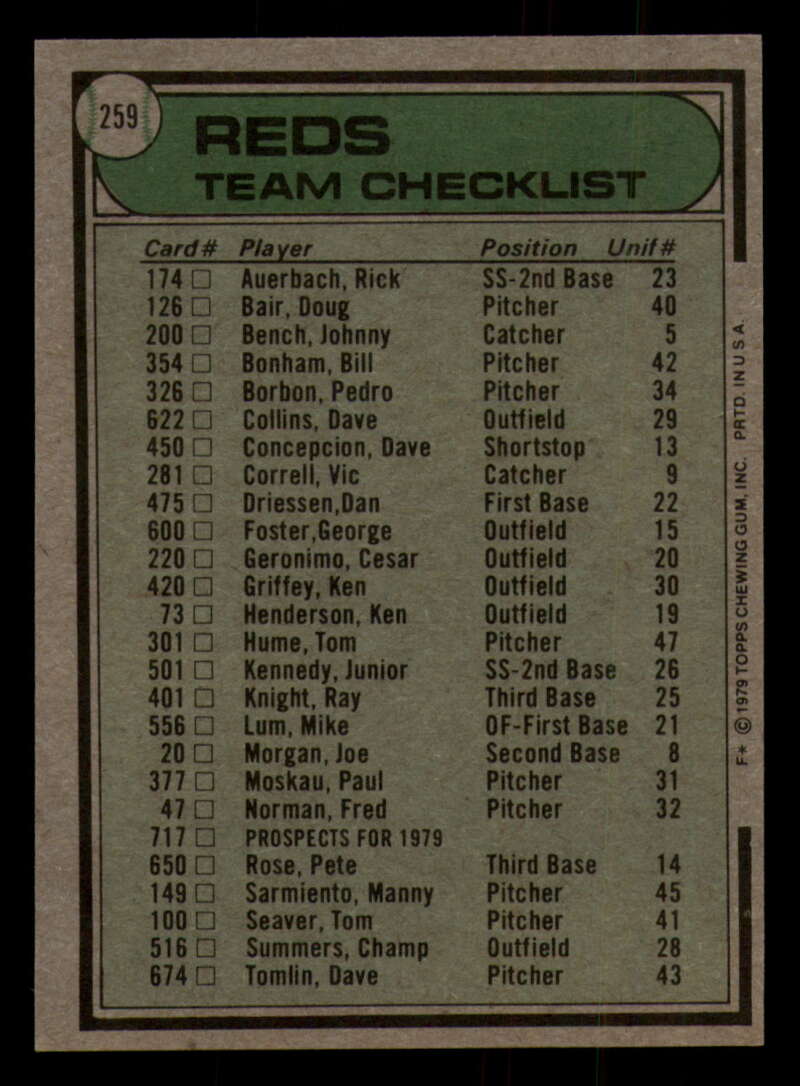 259
REDS
TEAM CHECKLIST
Card# Player Position Unif#
174 □ Auerbach, Rick SS-2nd Base 23
126 □ Bair, Doug Pitcher 40
200 □ Bench, Johnny Catcher 5
354 □ Bonham, Bill Pitcher 42
326 □ Borbon, Pedro Pitcher 34
622 □ Collins, Dave Outfield 29
450 □ Concepcion, Dave Shortstop 13
281 □ Correll, Vic Catcher 9
475 □ Driessen,Dan First Base 22
600 □ Foster,George Outfield 15
220 □ Geronimo, Cesar Outfield 20
420 □ Griffey, Ken Outfield 30
73 □ Henderson, Ken Outfield 19
301 □ Hume, Tom Pitcher 47
501 □ Kennedy, Junior SS-2nd Base 26
401 □ Knight, Ray Third Base 25
556 □ Lum, Mike OF-First Base 21
20 □ Morgan, Joe Second Base 8
377 □ Moskau, Paul Pitcher 31
47 □ Norman, Fred Pitcher 32
717 □ PROSPECTS FOR 1979
650 □ Rose, Pete Third Base 14
149 □ Sarmiento, Manny Pitcher 45
100 □ Seaver, Tom Pitcher 41
516 □ Summers, Champ Outfield 28
674 □ Tomlin, Dave Pitcher 43
F* © 1979 TOPPS CHEWING GUM, INC. PRTD. IN U.S.A.